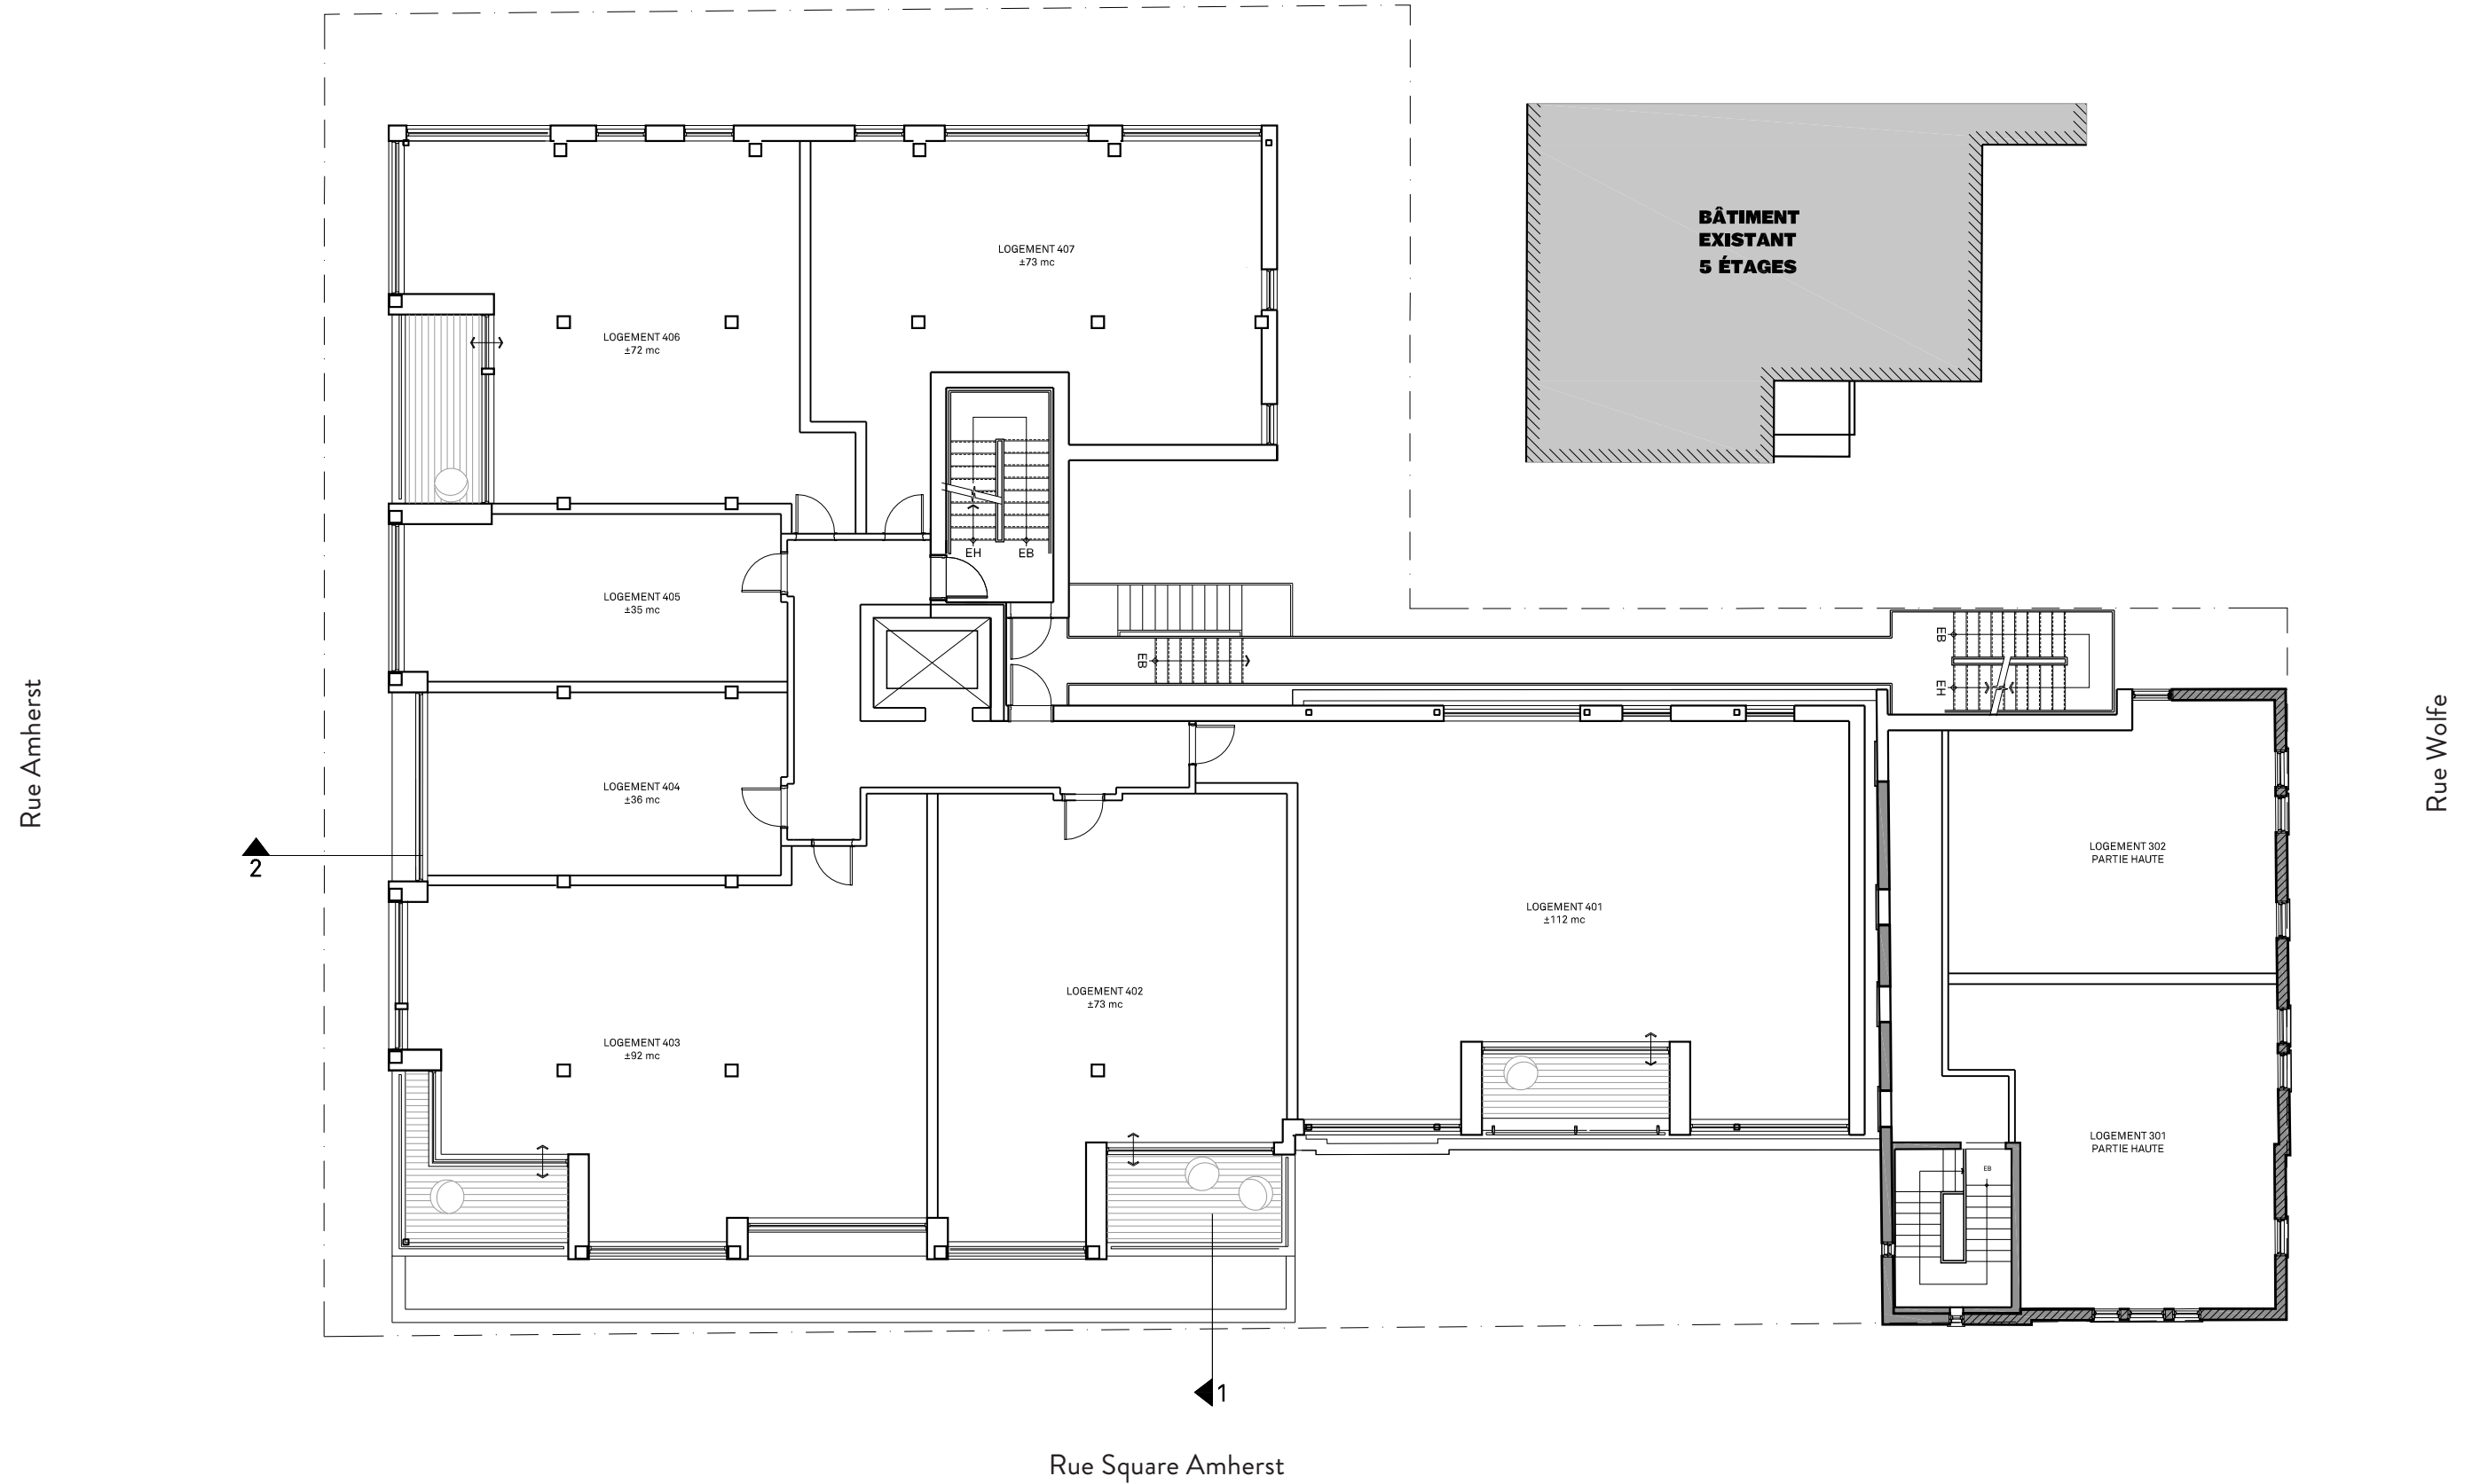 BÂTIMENT
EXISTANT
5 ÉTAGES
LOGEMENT 407
±73 mc
LOGEMENT 406
±72 mc
EH
EB
LOGEMENT 405
±35 mc
EB
EB
EH
Rue Amherst
Rue Wolfe
LOGEMENT 404
±36 mc
2
LOGEMENT 302
PARTIE HAUTE
LOGEMENT 401
±112 mc
LOGEMENT 402
±73 mc
LOGEMENT 403
±92 mc
LOGEMENT 301
PARTIE HAUTE
EB
1
Rue Square Amherst